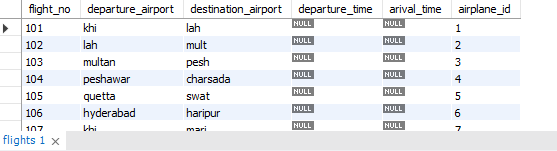 flight_no departure_airport destination_airport departure_time arival_time airplane_id
101 khi lah NULL NULL 1
102 lah mult NULL NULL 2
103 multan pesh NULL NULL 3
104 peshawar charsada NULL NULL 4
105 quetta swat NULL NULL 5
106 hyderabad haripur NULL NULL 6
107 khi mari NULL NULL 7
flights 1